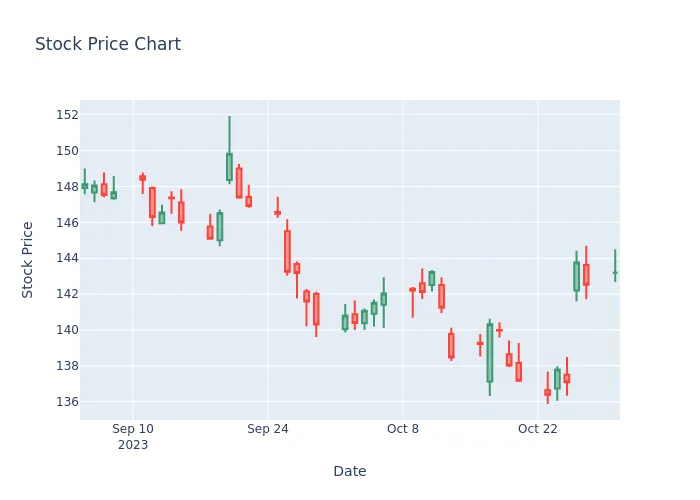 Stock Price Chart
152
150
148
146
144
142
140
138
136
Stock Price
Sep 10
2023
Sep 24
Oct 8
Oct 22
Date